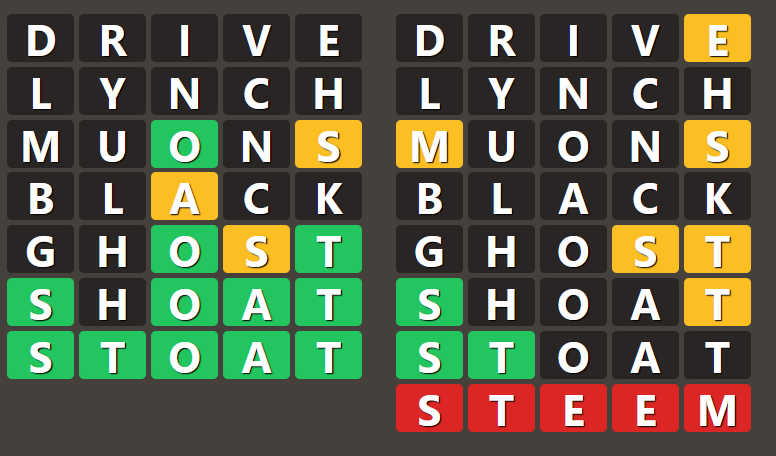 DRIVE
LYNCH
MUONS
BLACK
GHOST
SHOAT
STOAT
DRIVE
LYNCH
MUONS
BLACK
GHOST
SHOAT
STOAT
STEEM